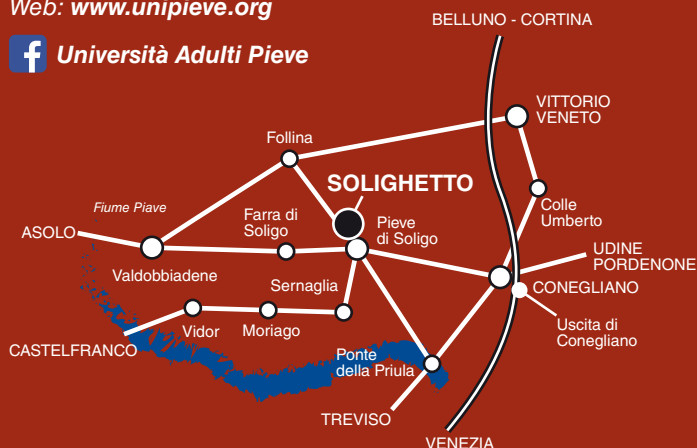 Web: www.unipieve.org
BELLUNO - CORTINA
f Università Adulti Pieve
VITTORIO
VENETO
Follina
SOLIGHETTO
Fiume Piave
Farra di
Soligo
Pieve
di Soligo
Colle
Umberto
ASOLO
UDINE
PORDENONE
Valdobbiadene
Sernaglia
CONEGLIANO
Vidor
Moriago
Uscita di
Conegliano
CASTELFRANCO
Ponte
della Priula
TREVISO
VENEZIA